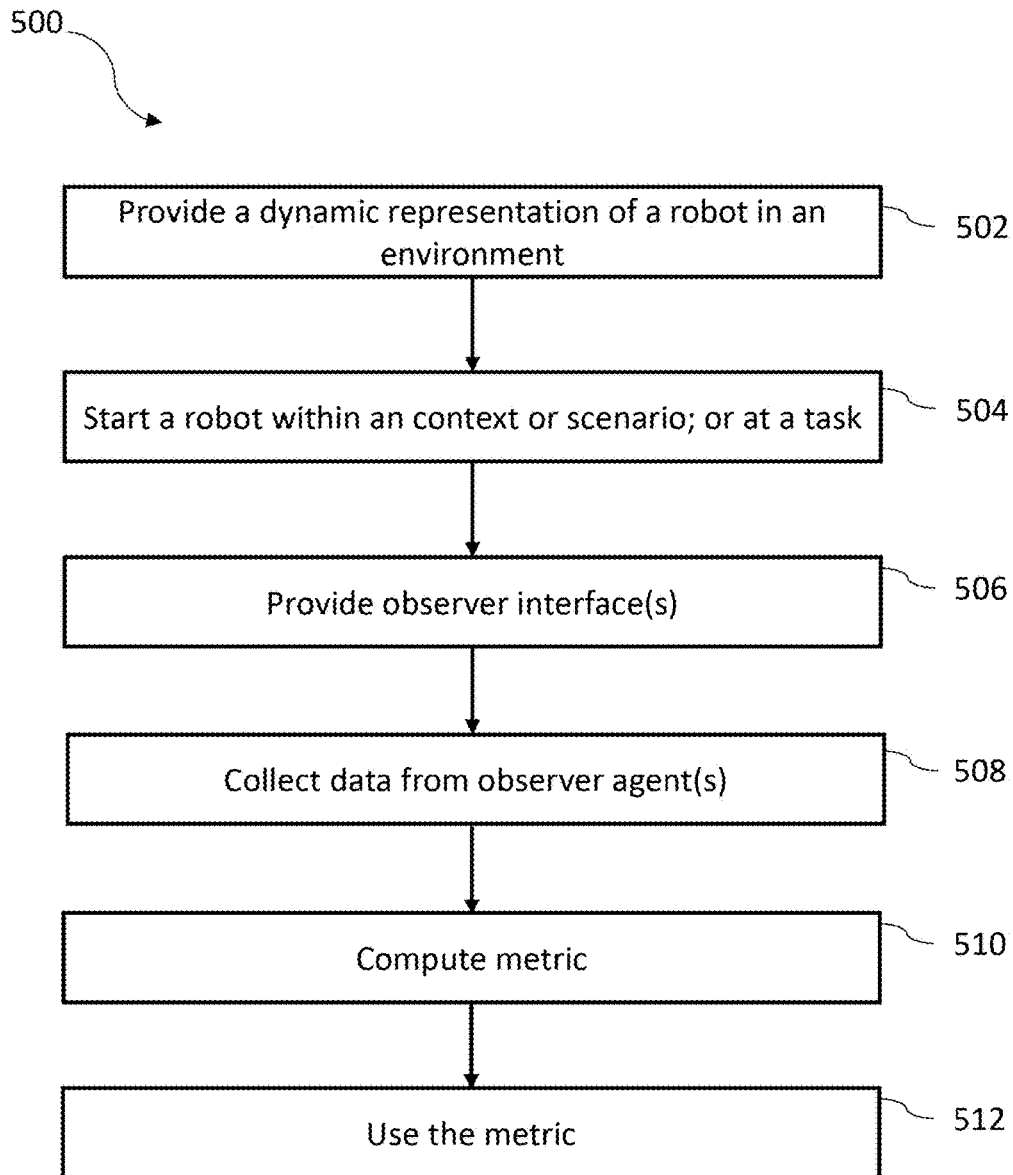 500
Provide a dynamic representation of a robot in an
environment
502
Start a robot within an context or scenario; or at a task
504
Provide observer interface(s)
506
Collect data from observer agent(s)
508
Compute metric
510
Use the metric
512